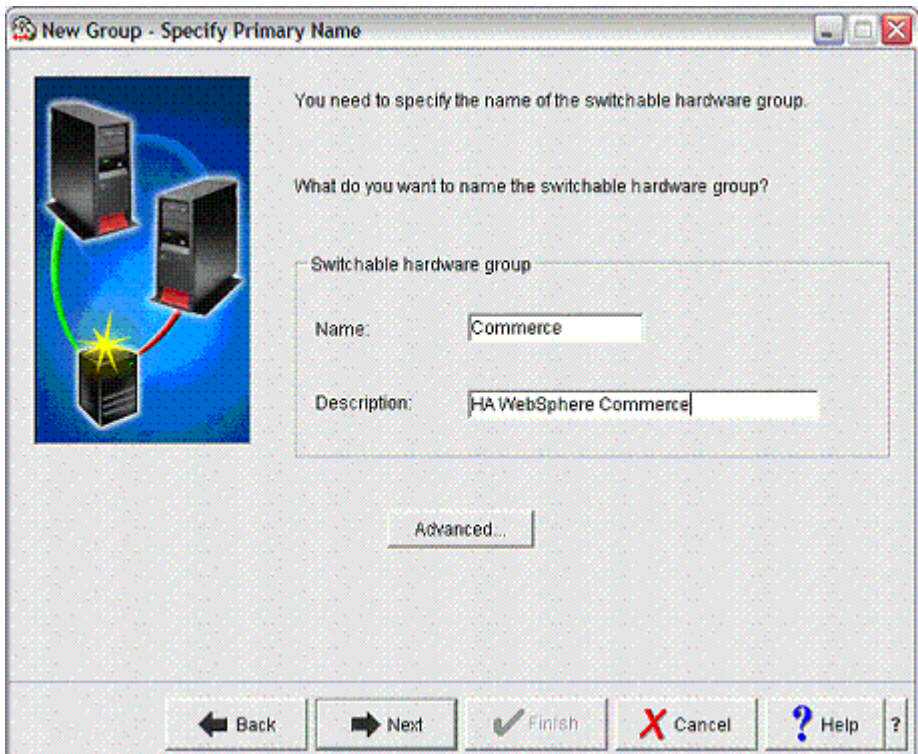 New Group - Specify Primary Name
You need to specify the name of the switchable hardware group.
What do you want to name the switchable hardware group?
Switchable hardware group
Name: Commerce
Description: HA WebSphere Commerce
Advanced...
Back Next Finish Cancel ? Help ?